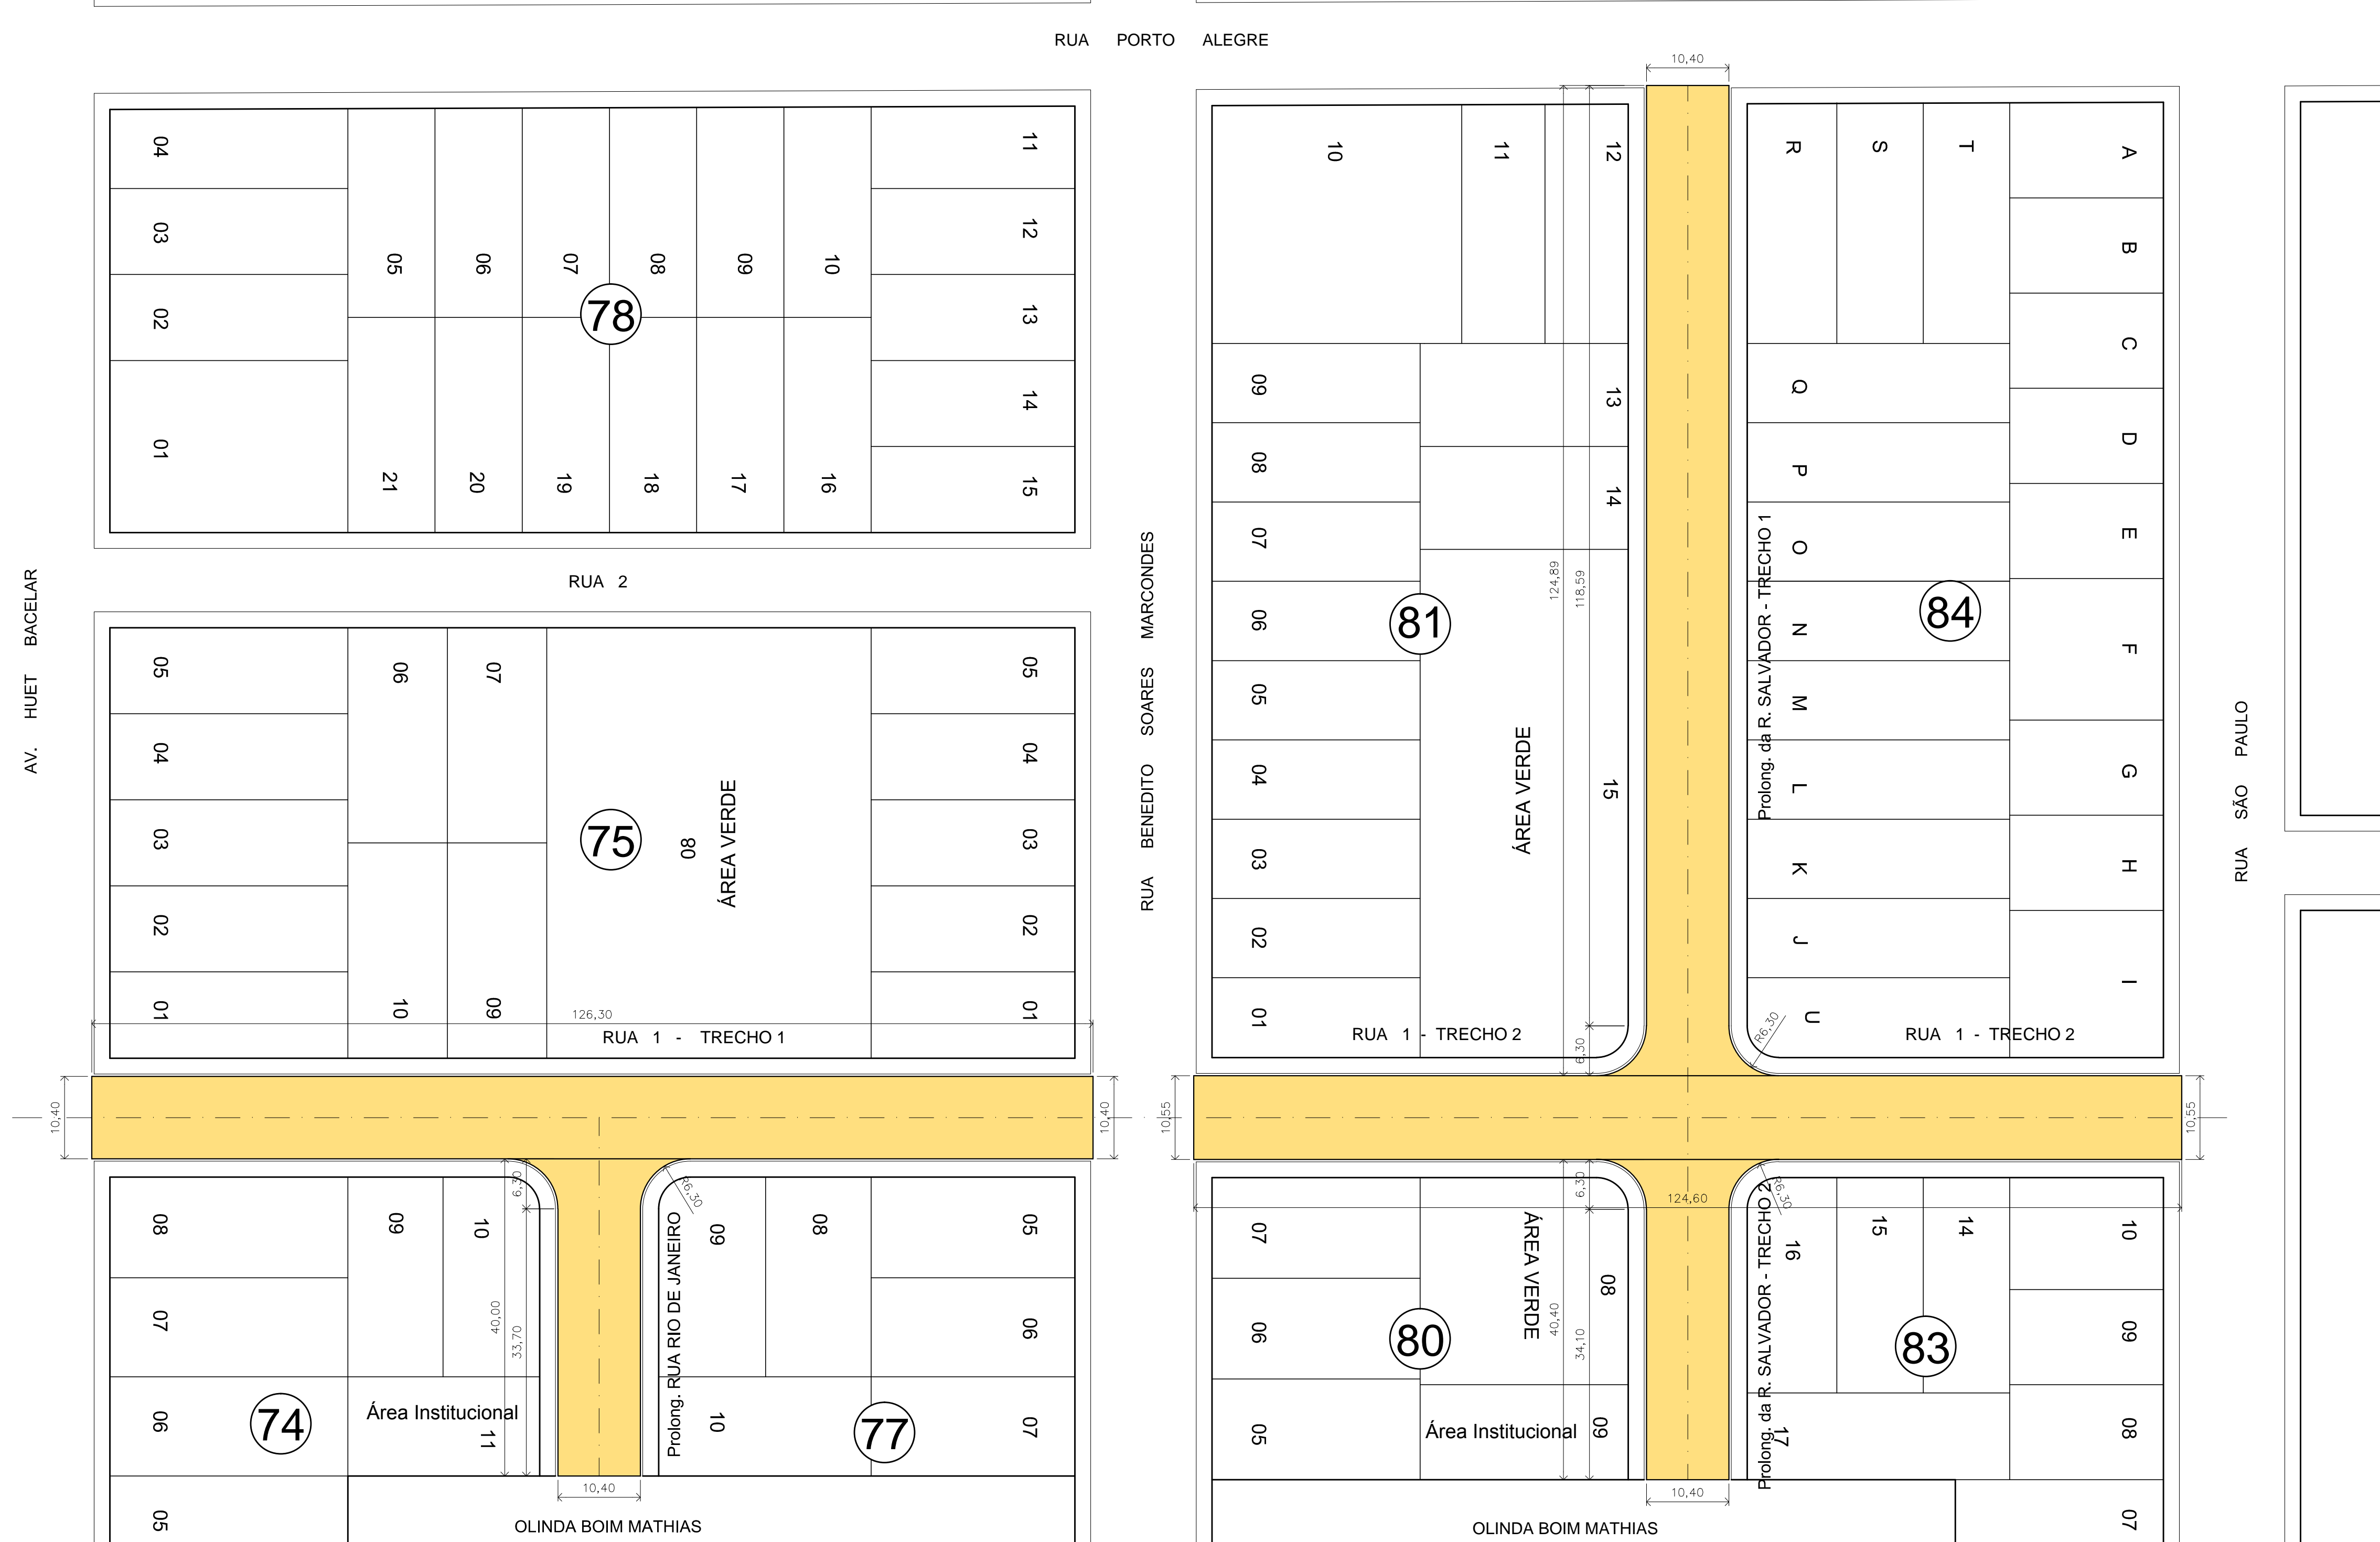 RUA PORTO ALEGRE
10,40
04
03
02
01
05
06
07
08
09
10
11
12
13
14
15
21
20
19
18
17
16
78
RUA 2
AV. HUET BACELAR
05
04
03
02
01
06
07
10
09
75
08
ÁREA VERDE
05
04
03
02
01
126,30
RUA 1 - TRECHO 1
10,40
10,40
RUA BENEDITO SOARES MARCONDES
10
11
12
09
08
07
06
05
04
03
02
01
13
14
15
81
ÁREA VERDE
124,89
118,59
6,30
RUA 1 - TRECHO 2
Prolong. da R. SALVADOR - TRECHO 1
R
S
T
A
B
C
D
E
F
G
H
I
Q
P
O
N
M
L
K
J
U
84
R6,30
RUA 1 - TRECHO 2
RUA SÃO PAULO
10,55
10,55
08
07
06
05
09
10
6,30
40,00
33,70
74
Área Institucional
11
10,40
R6,30
Prolong. RUA RIO DE JANEIRO
09
08
10
05
06
07
77
OLINDA BOIM MATHIAS
07
06
05
80
ÁREA VERDE
08
Área Institucional
09
6,30
40,40
34,10
124,60
R6,30
10,40
Prolong. da R. SALVADOR - TRECHO 2
16
15
14
17
83
10
09
08
07
OLINDA BOIM MATHIAS